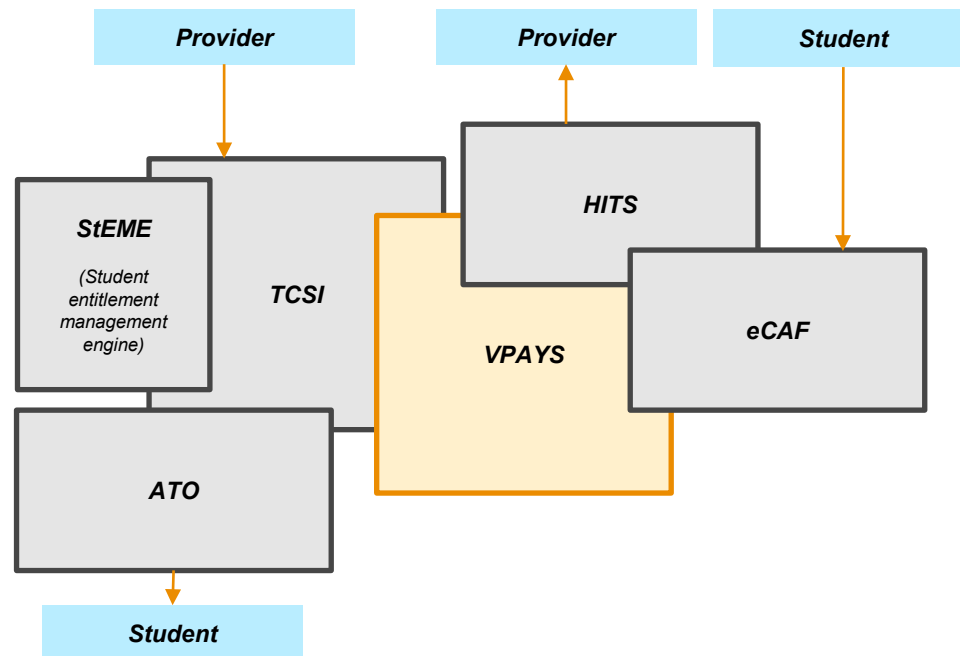 Provider
Provider
Student
HITS
StEME
(Student
entitlement
management
engine)
TCSI
eCAF
VPAYS
ATO
Student